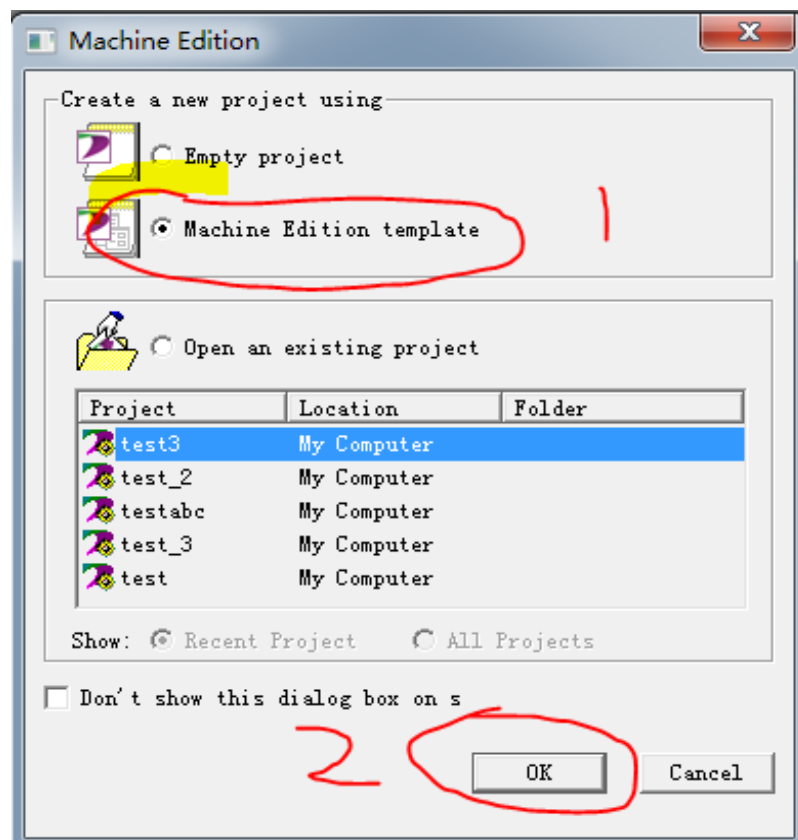 Machine Edition
Create a new project using
Empty project
Machine Edition template
1
Open an existing project
Project Location Folder
test3 My Computer
test_2 My Computer
testabc My Computer
test_3 My Computer
test My Computer
Show: Recent Project All Projects
Don't show this dialog box on s
2
OK Cancel